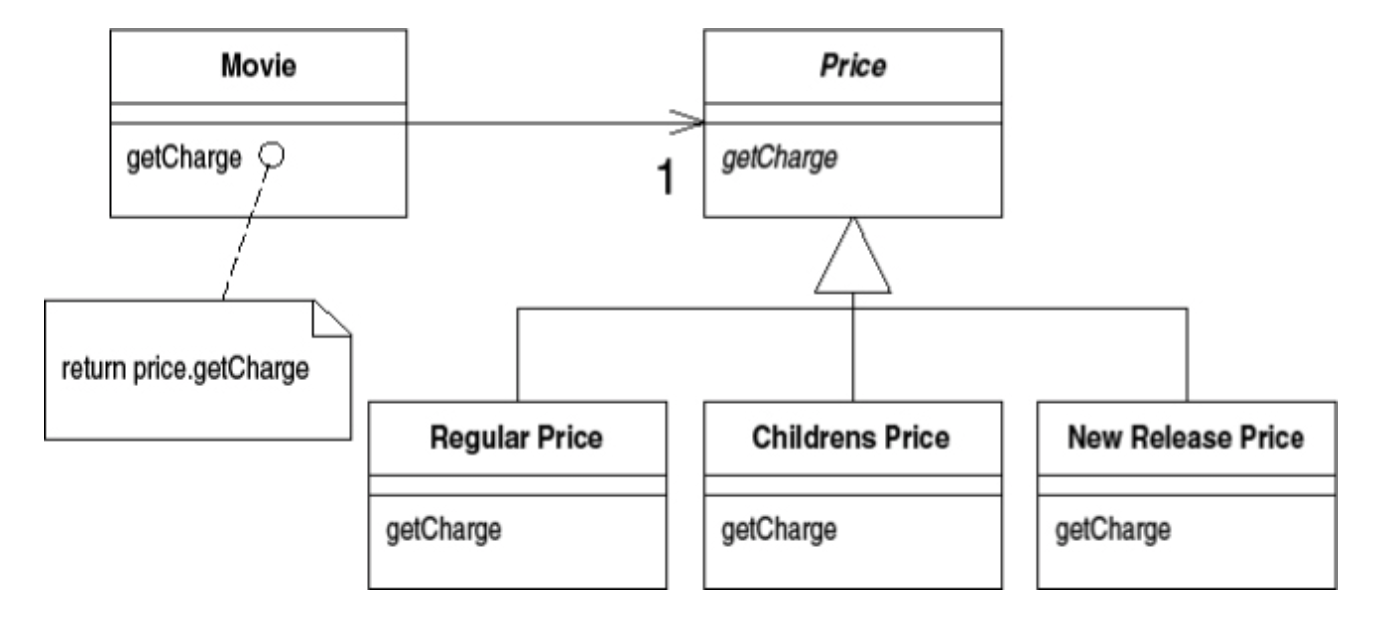 Movie
getCharge
1
Price
getCharge
return price.getCharge
Regular Price
getCharge
Childrens Price
getCharge
New Release Price
getCharge